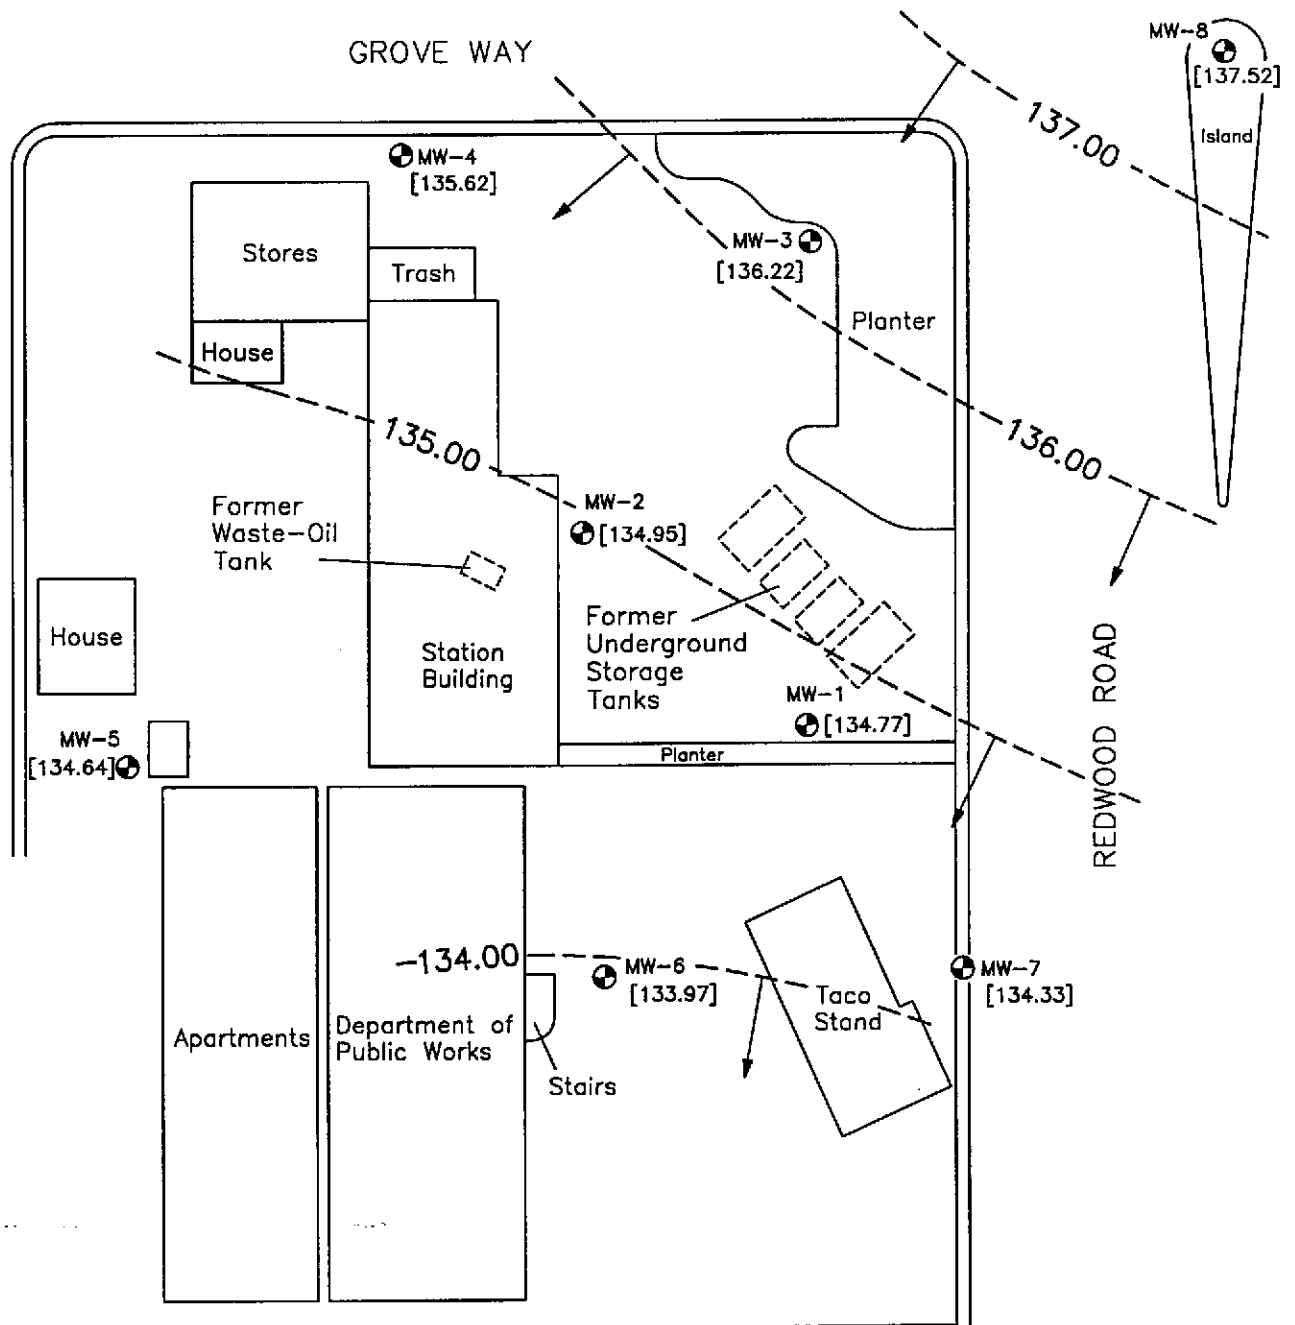 GROVE WAY
MW-8
[137.52]
Island
137.00
MW-4
[135.62]
Stores
Trash
House
MW-3
[136.22]
Planter
135.00
136.00
Former
Waste-Oil
Tank
MW-2
[134.95]
House
Station
Building
Former
Underground
Storage
Tanks
MW-1
[134.77]
Planter
MW-5
[134.64]
REDWOOD ROAD
-134.00
MW-6
[133.97]
Taco
Stand
MW-7
[134.33]
Apartments
Department of
Public Works
Stairs